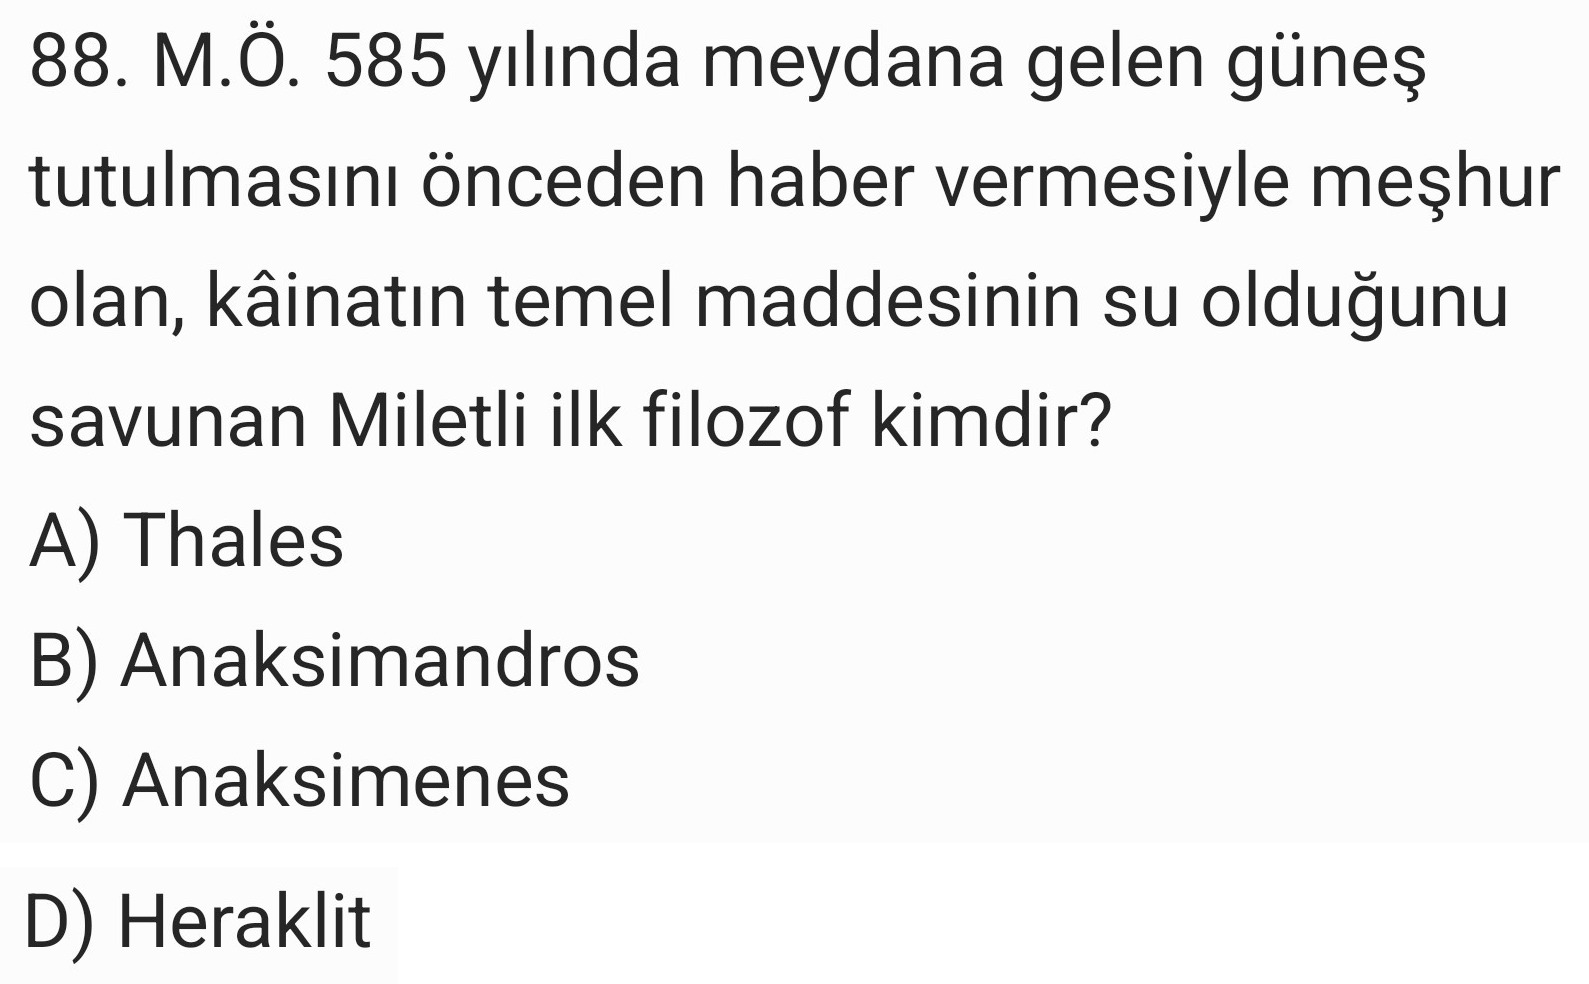 88. M.Ö. 585 yılında meydana gelen güneş
tutulmasını önceden haber vermesiyle meşhur
olan, kâinatın temel maddesinin su olduğunu
savunan Miletli ilk filozof kimdir?
A) Thales
B) Anaksimandros
C) Anaksimenes
D) Heraklit